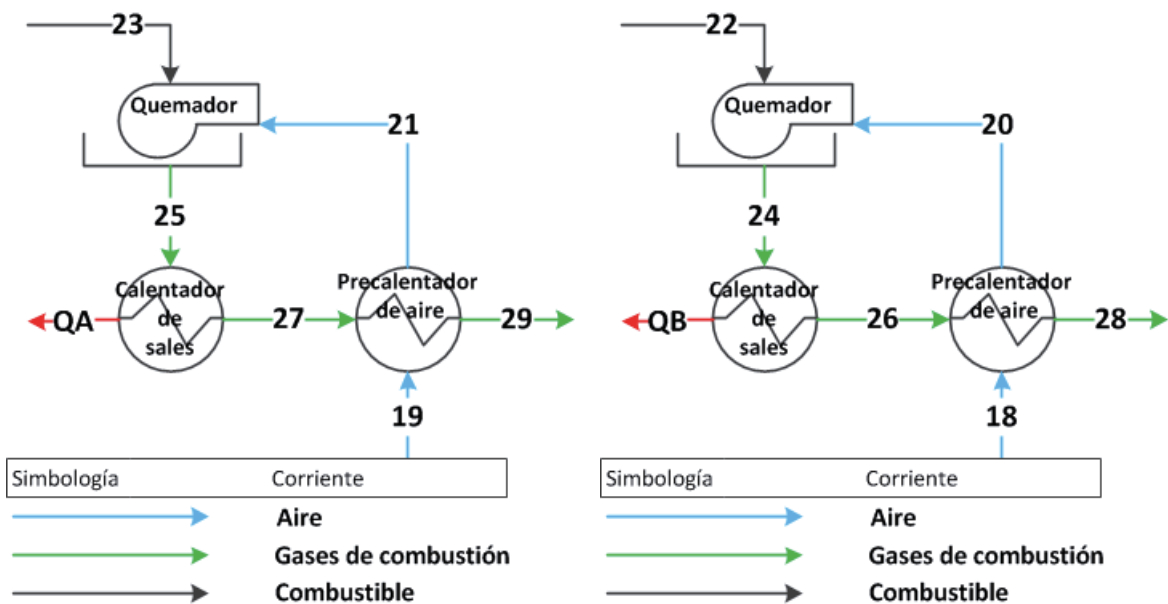 23
Quemador
21
25
Calentador
de
sales
QA
27
Precalentador
de aire
29
19
Simbología Corriente
Aire
Gases de combustión
Combustible
22
Quemador
20
24
Calentador
de
sales
QB
26
Precalentador
de aire
28
18
Simbología Corriente
Aire
Gases de combustión
Combustible